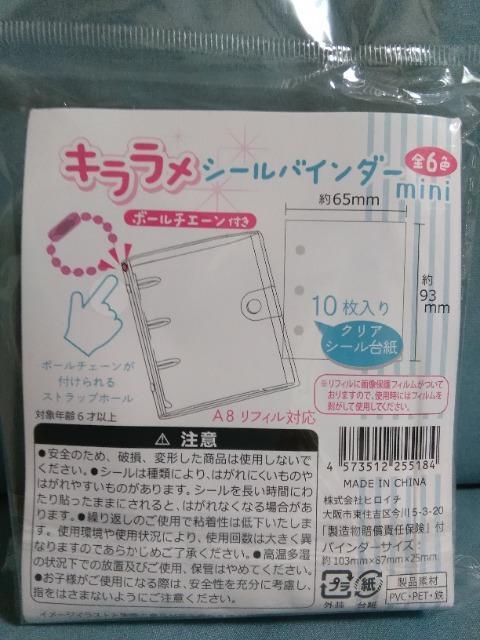 キララメシールバインダーmini
全6色
ボールチェーン付き
約65mm
約93mm
10枚入り
クリア
シール台紙
ボールチェーンが
付けられる
ストラップホール
A8 リフィル対応
※リフィルに画像保護フィルムがついて
おりますので、使用時にはフィルムを
剥がして使用してください。
対象年齢6才以上
⚠ 注意
●安全のため、破損、変形した商品は使用しないで
ください。●シールは種類により、はがれにくいものや
はがれやすいものがあります。シールを長い時間にわ
たり貼ったままにされると、はがれなくなる場合があ
ります。●繰り返しのご使用で粘着性は低下いたしま
す。使用環境や使用状況により、使用回数は大きく異
なりますのであらかじめご了承ください。●高温多湿
の状況下での放置及びご使用、保管はやめてください。
●お子様がご使用になる際は、安全性を充分に考慮し、
指をはさまないようにご注意ください。
4 573512 255184
MADE IN CHINA
株式会社ヒロイチ
大阪市東住吉区今川5-3-20
「製造物賠償責任保険」付
バインダーサイズ:
約103mm×87mm×25mm
プラ
外装
紙
台紙
製品素材
PVC・PET・鉄